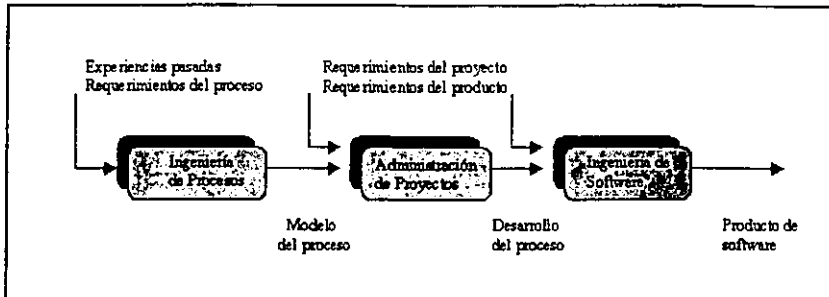 Experiencias pasadas
Requerimientos del proceso
Requerimientos del proyecto
Requerimientos del producto
Ingeniería
de Procesos
Administración
de Proyectos
Ingeniería de
Software
Modelo
del proceso
Desarrollo
del proceso
Producto de
software